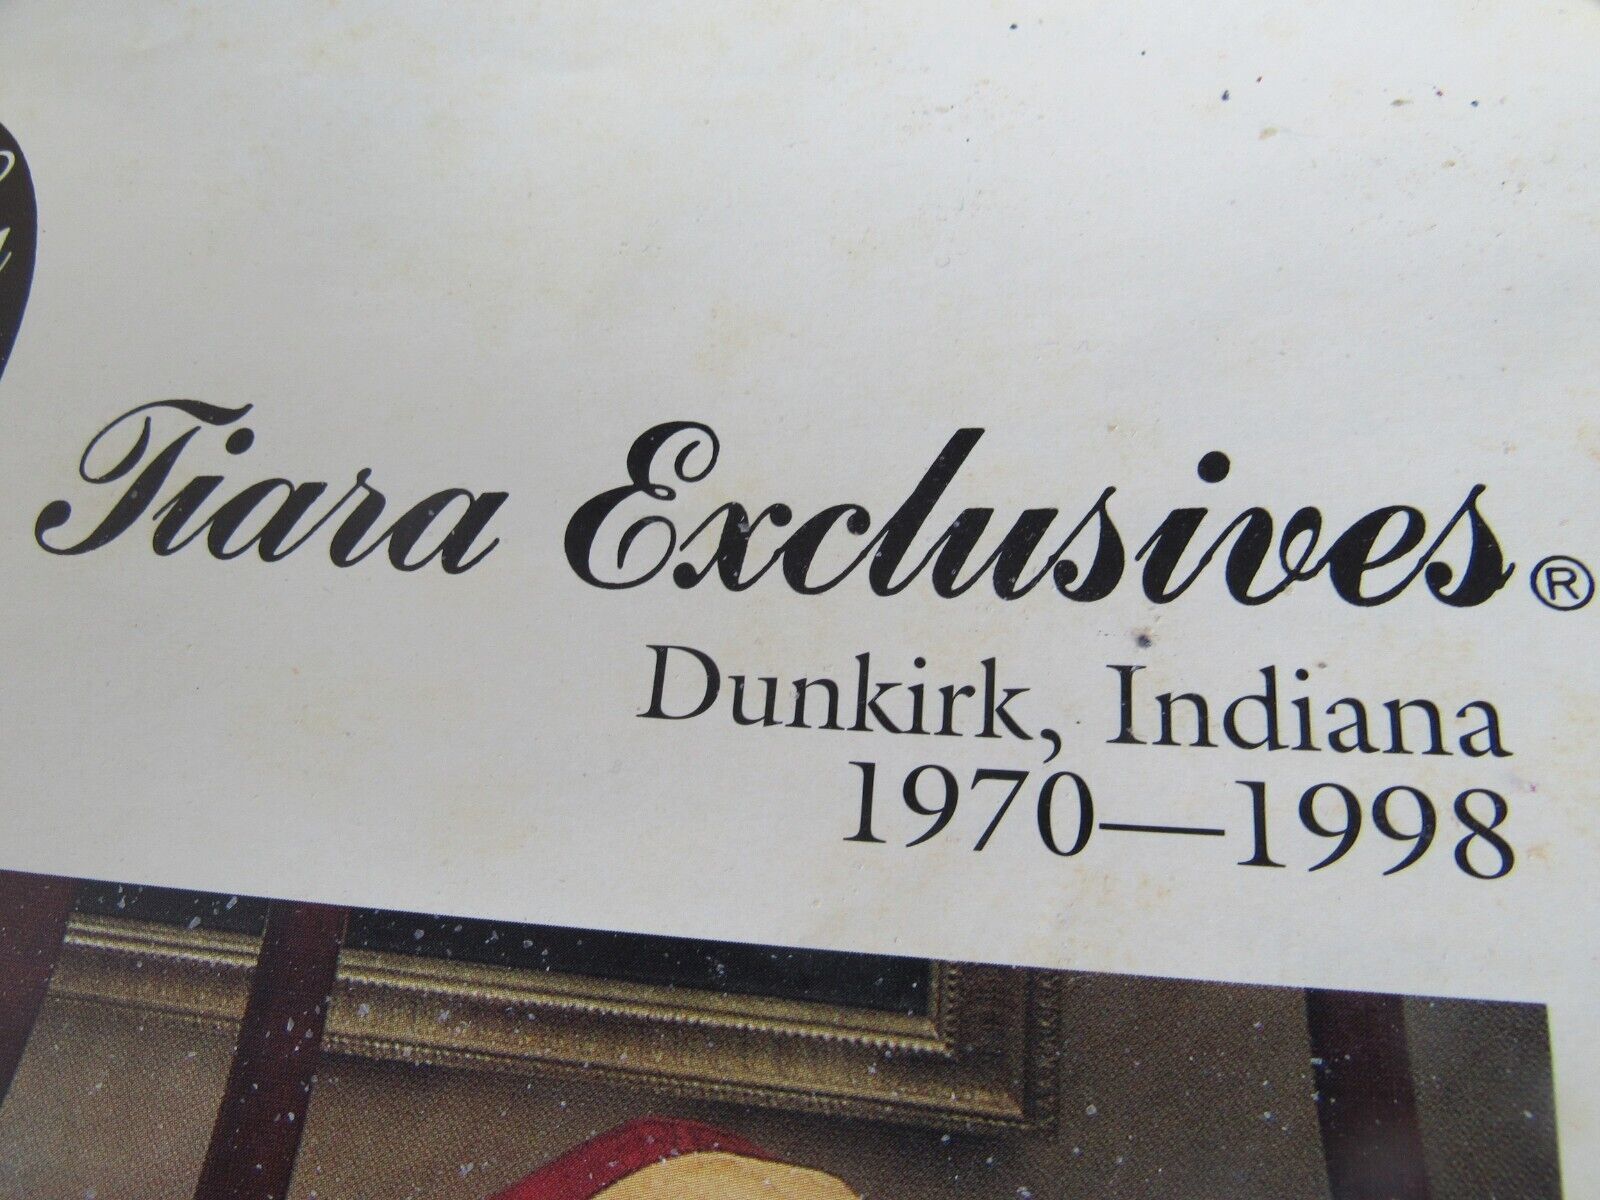 Tiara Exclusives®
Dunkirk, Indiana
1970—1998